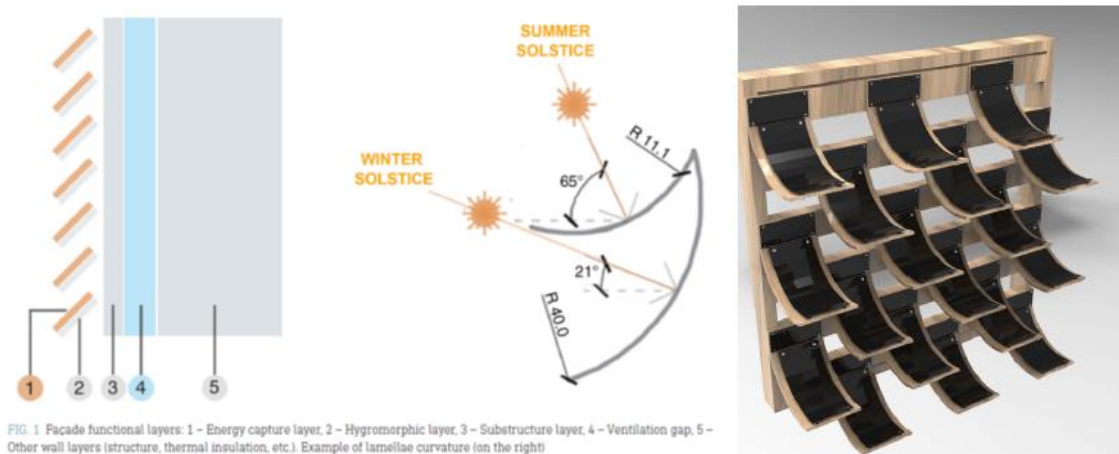 SUMMER
SOLSTICE
WINTER
SOLSTICE
R 11.1
65°
21°
R 40.0
1
2
3
4
5
FIG. 1 Façade functional layers: 1 – Energy capture layer, 2 – Hygromorphic layer, 3 – Substructure layer, 4 – Ventilation gap, 5 –
Other wall layers (structure, thermal insulation, etc.). Example of lamellae curvature (on the right)